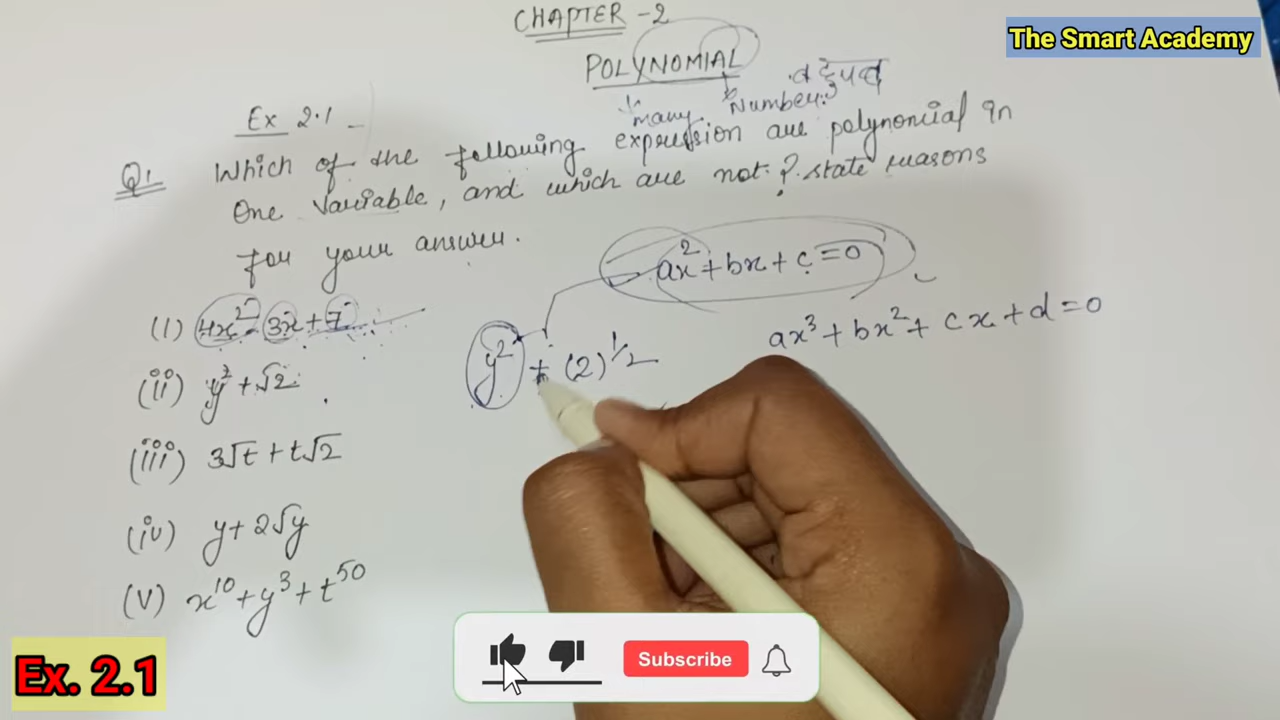 CHAPTER - 2
The Smart Academy
POLYNOMIAL
many Number
Ex 2.1 -
Q1. Which of the following expression are polynomial in
One variable, and which are not ? state reasons
for your answer.
ax² + bx + c = 0
(i) 4x² - 3x + 7
ax³ + bx² + cx + d = 0
(ii) y² + √2
y² + (2)^1/2
(iii) 3√t + t√2
(iv) y + 2√y
(v) x¹⁰ + y³ + t⁵⁰
Ex. 2.1
Subscribe